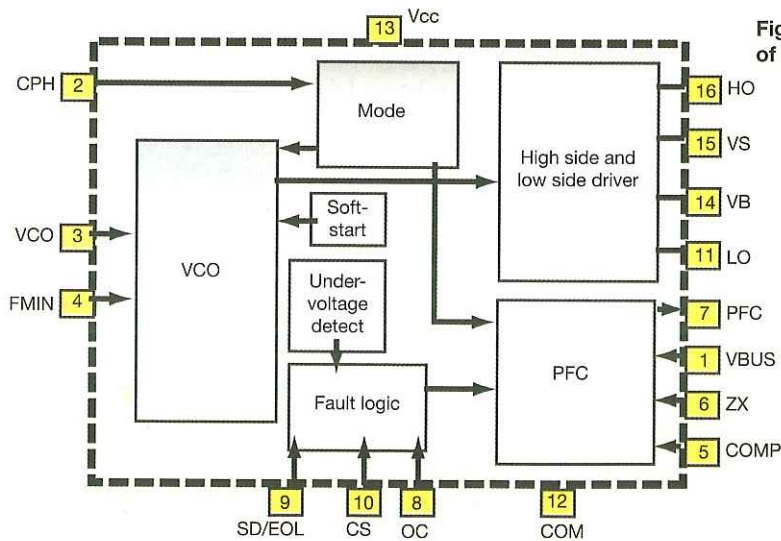 13 Vcc
Fig
of
CPH 2
Mode
16 HO
15 VS
High side and
low side driver
14 VB
Soft-
start
VCO 3
VCO
11 LO
Under-
voltage
detect
FMIN 4
7 PFC
1 VBUS
PFC
Fault logic
6 ZX
5 COMP
9 10 8 12
SD/EOL CS OC COM